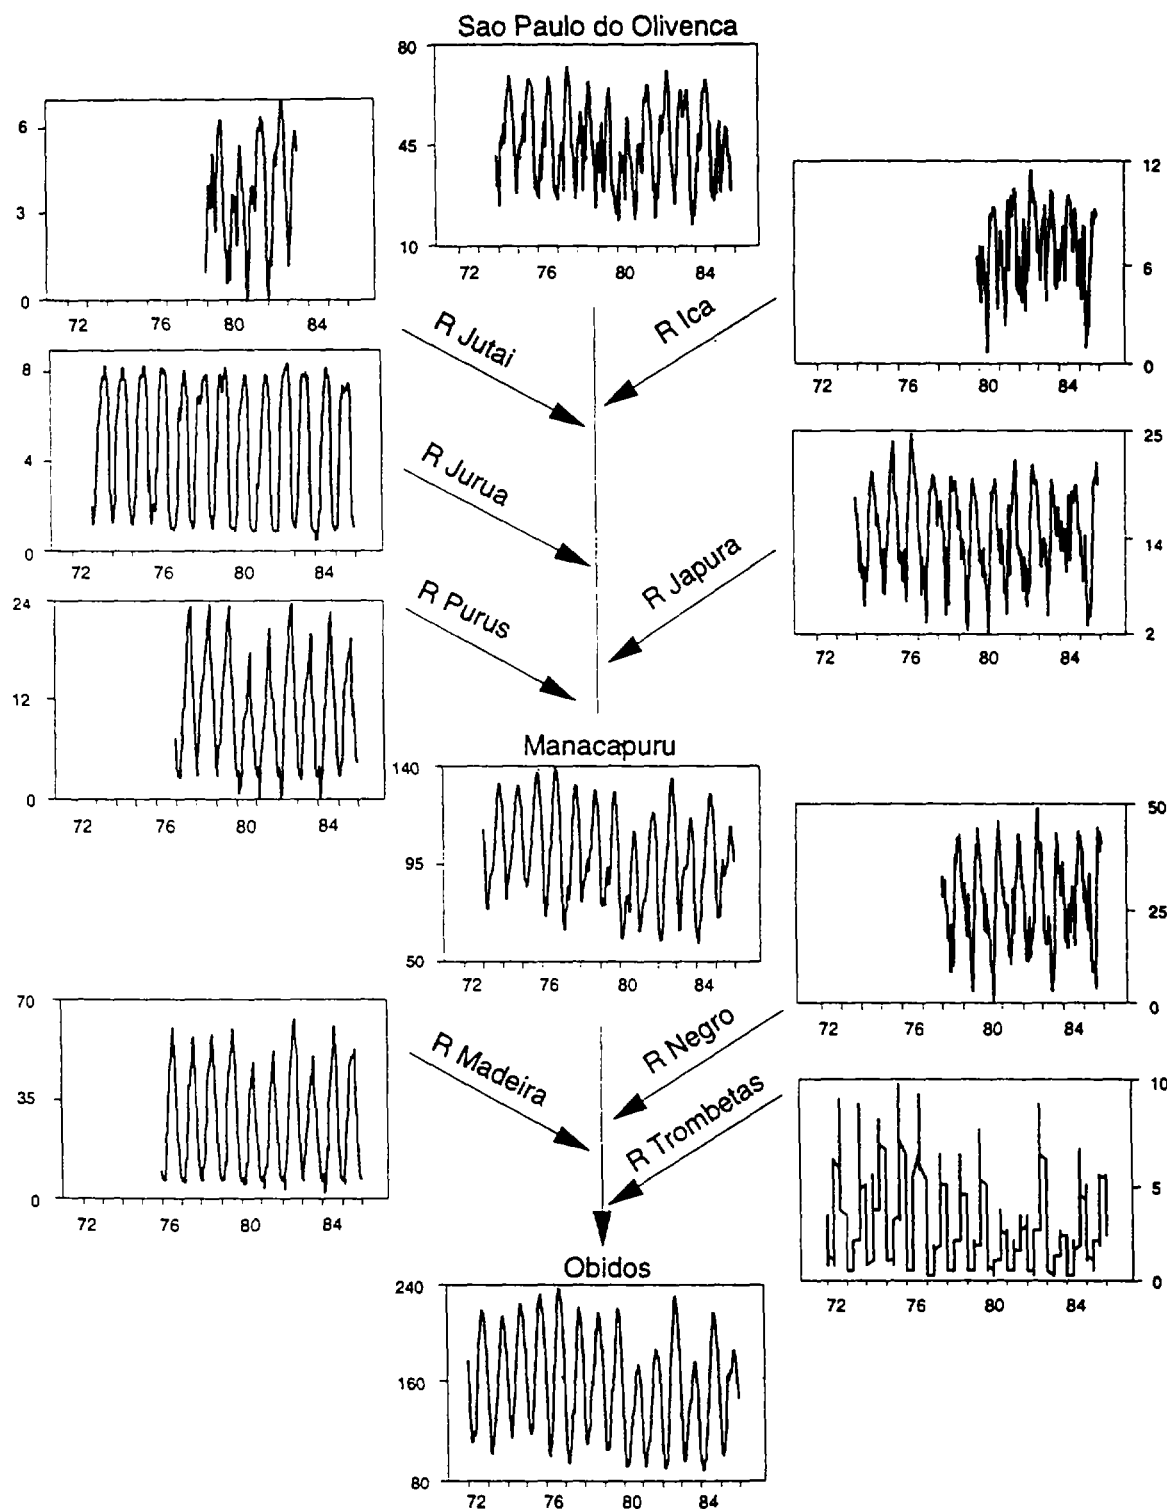 Sao Paulo do Olivenca
80
45
10
72 76 80 84
6
3
0
72 76 80 84
12
6
0
72 76 80 84
R Jutai
R Ica
8
4
0
72 76 80 84
25
14
2
72 76 80 84
R Jurua
R Japura
24
12
0
72 76 80 84
R Purus
Manacapuru
140
95
50
72 76 80 84
50
25
0
72 76 80 84
70
35
0
72 76 80 84
R Madeira
R Negro
R Trombetas
10
5
0
72 76 80 84
Obidos
240
160
80
72 76 80 84